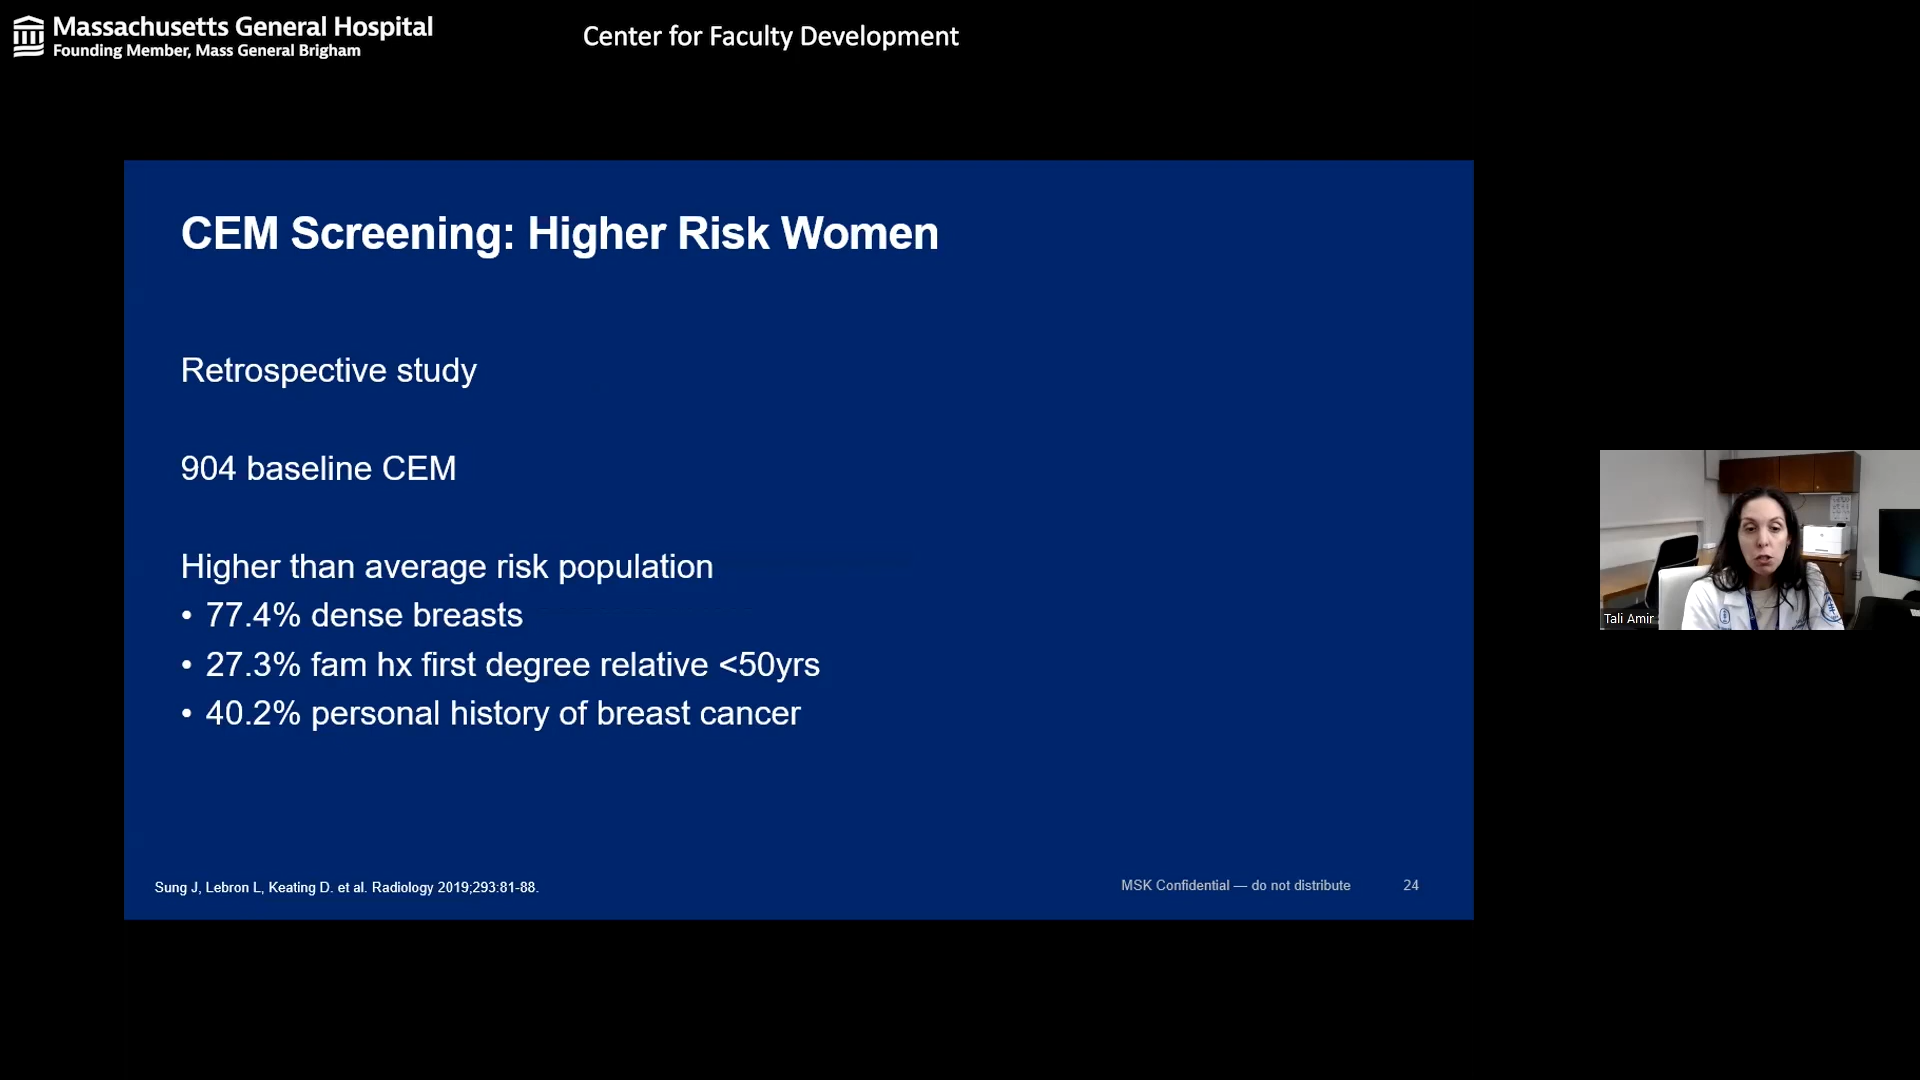 Massachusetts General Hospital
Founding Member, Mass General Brigham
Center for Faculty Development
CEM Screening: Higher Risk Women
Retrospective study
904 baseline CEM
Higher than average risk population
• 77.4% dense breasts
• 27.3% fam hx first degree relative <50yrs
• 40.2% personal history of breast cancer
Sung J, Lebron L, Keating D. et al. Radiology 2019;293:81-88.
MSK Confidential — do not distribute
24
Tali Amir